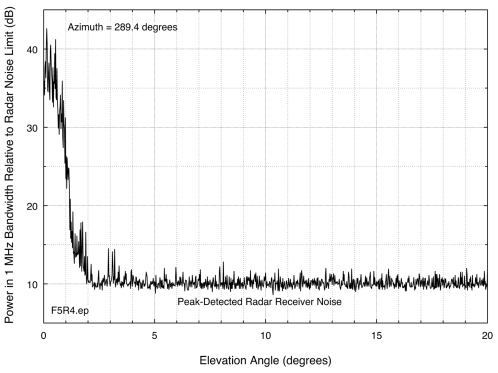 Power in 1 MHz Bandwidth Relative to Radar Noise Limit (dB)
Azimuth = 289.4 degrees
40
30
20
10
Peak-Detected Radar Receiver Noise
F5R4.ep
0 5 10 15 20
Elevation Angle (degrees)